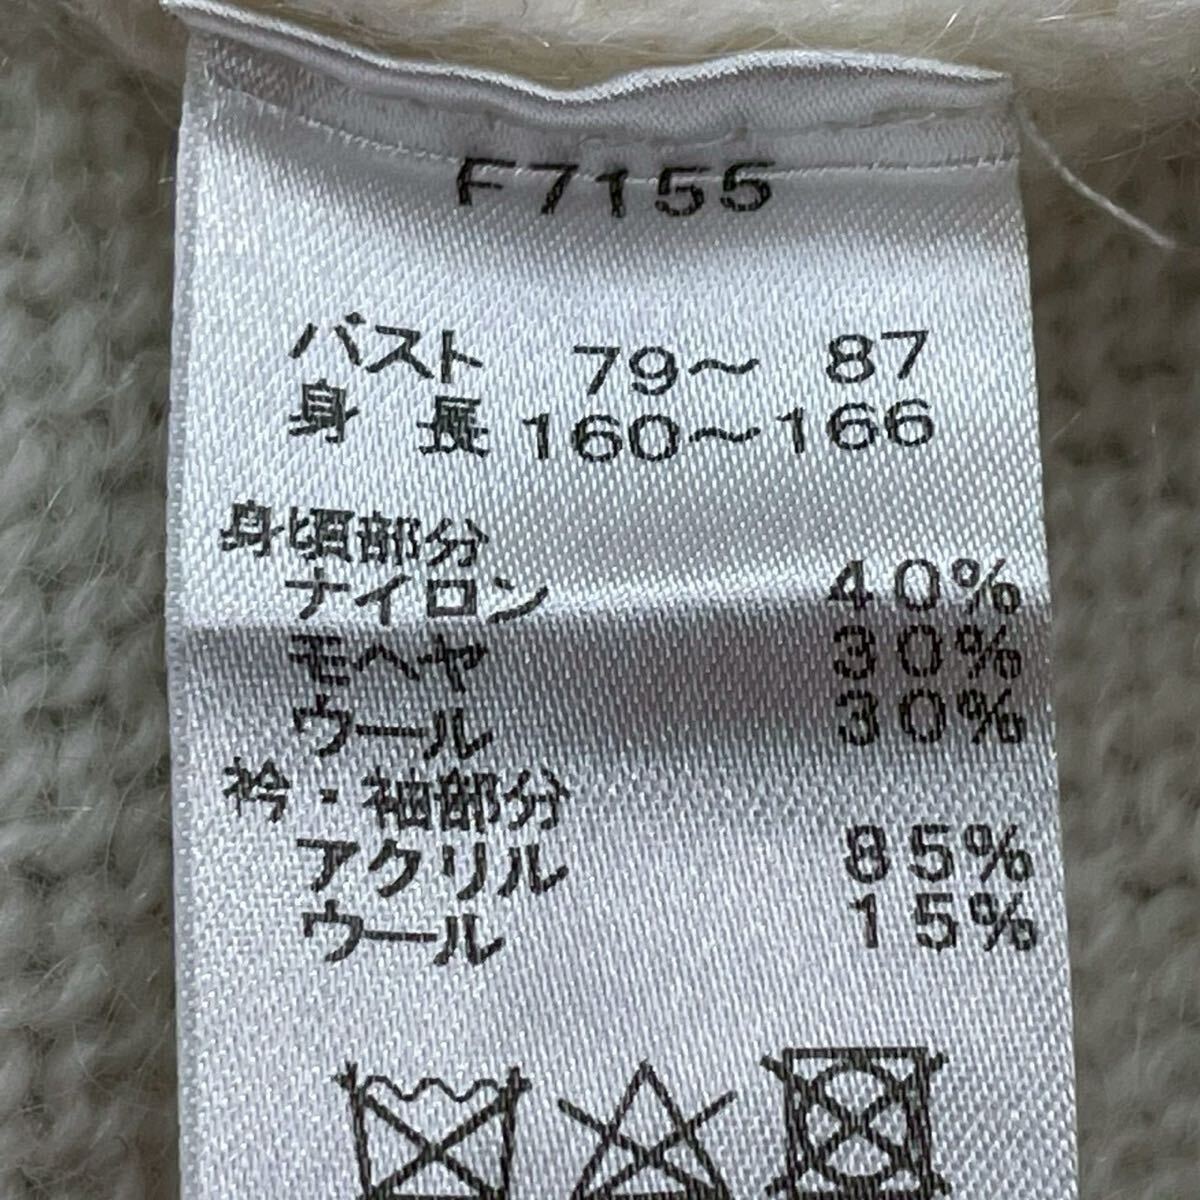 F7155
バスト 79～ 87
身 長 160～166
身頃部分
ナイロン 40%
モヘヤ 30%
ウール 30%
衿・袖部分
アクリル 85%
ウール 15%